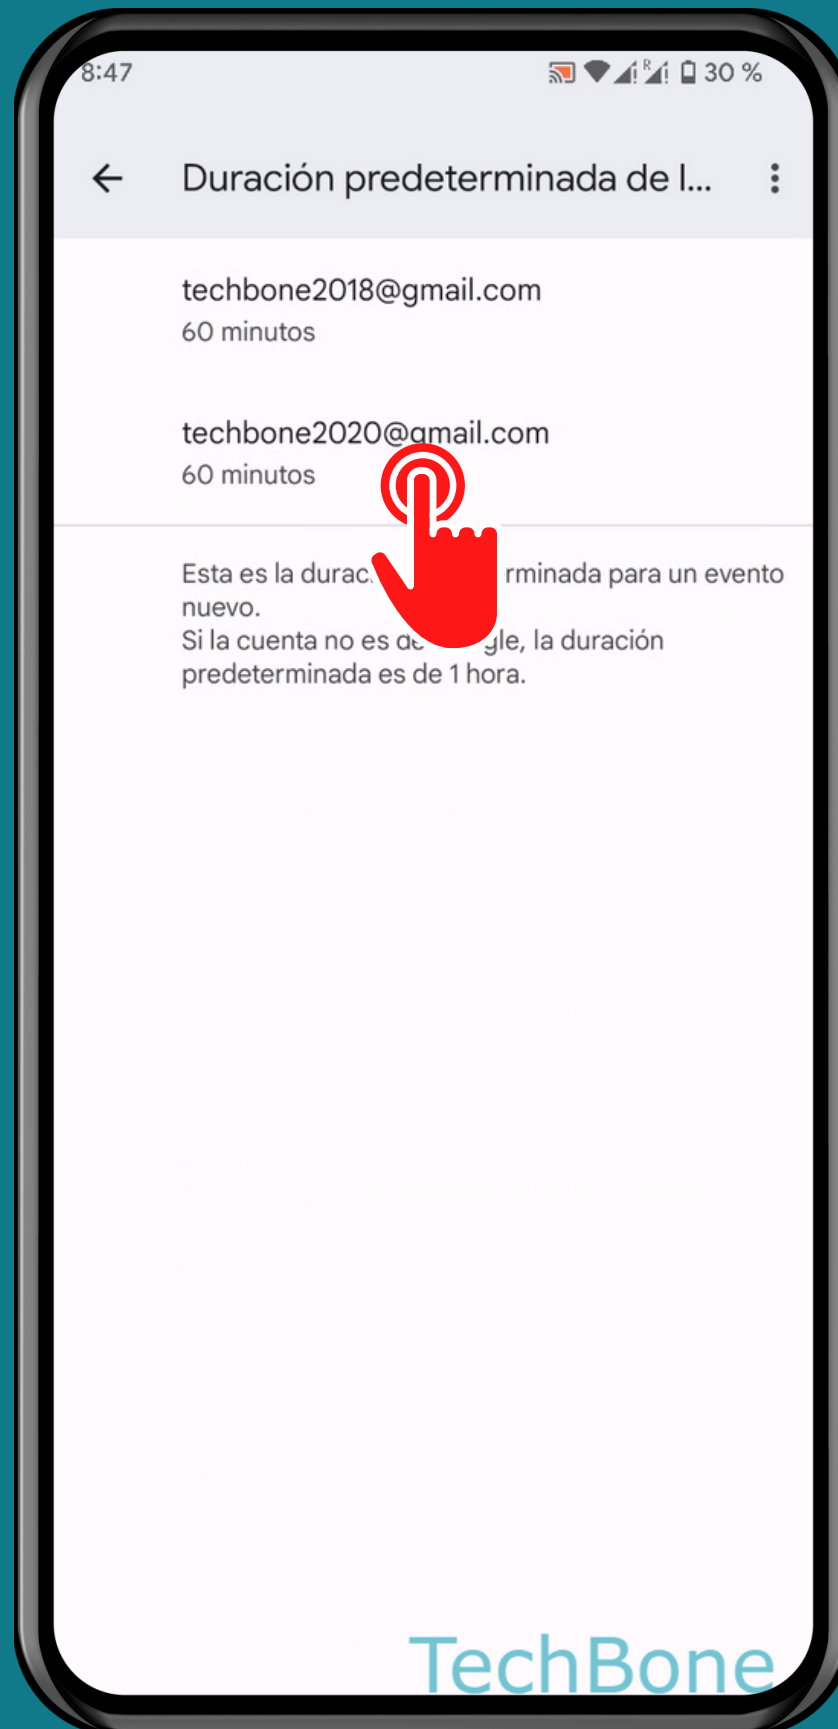 8:47
R
30 %
Duración predeterminada de l...
techbone2018@gmail.com
60 minutos
techbone2020@gmail.com
60 minutos
Esta es la para un evento
nuevo.
Si la cuenta no es de la duración
predeterminada es de 1 hora.
TechBone